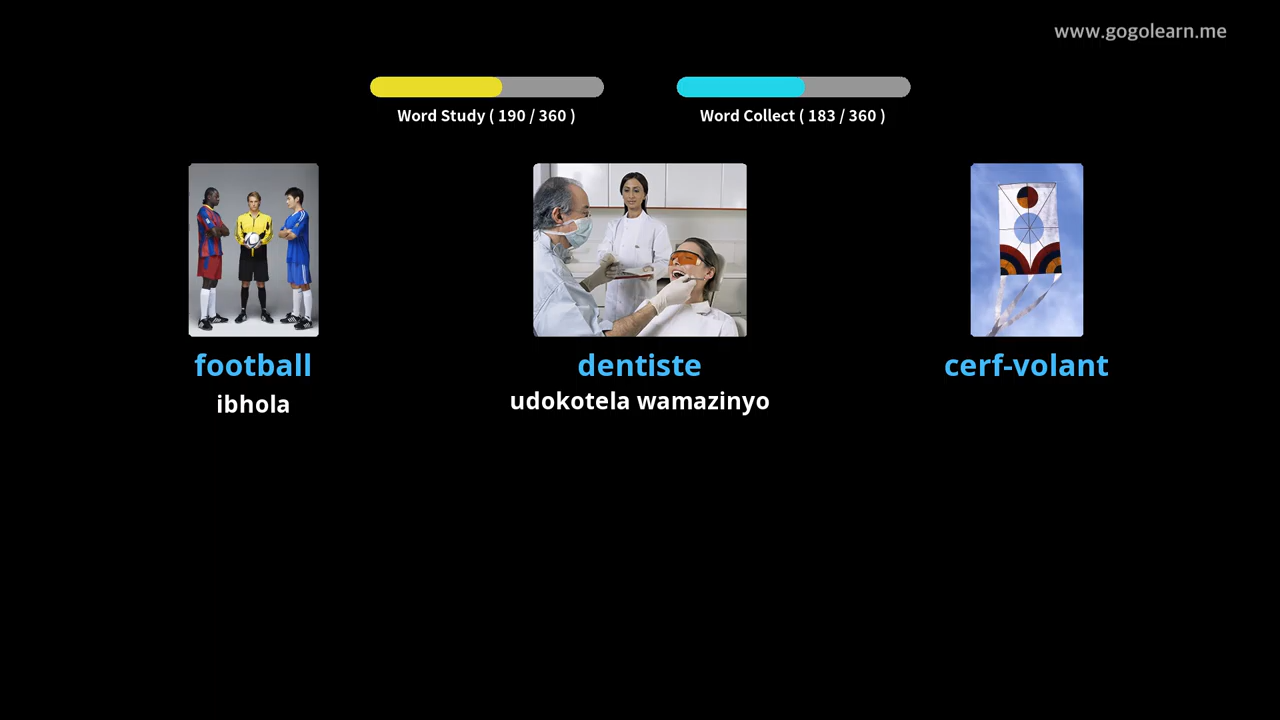 www.gogolearn.me
Word Study ( 190 / 360 )
Word Collect ( 183 / 360 )
football
dentiste
cerf-volant
ibhola
udokotela wamazinyo